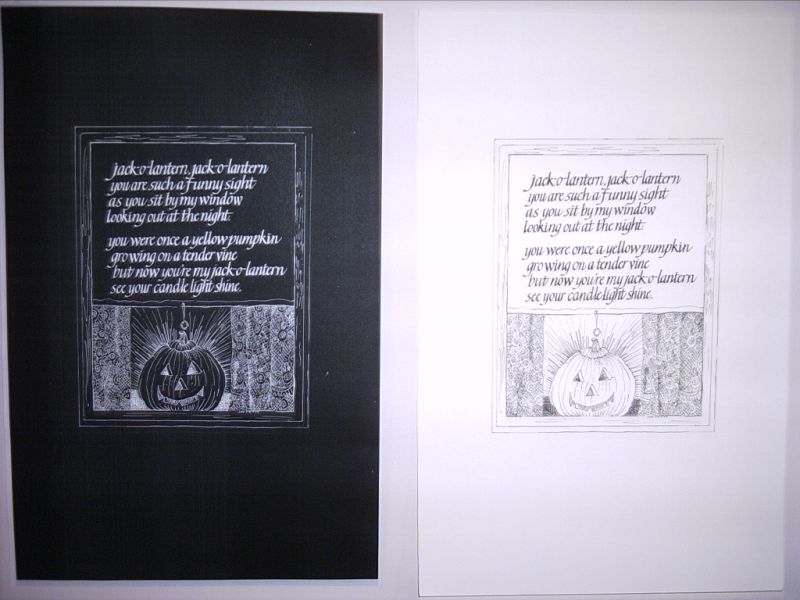 jack-o-lantern, jack-o-lantern
you are such a funny sight
as you sit by my window
looking out at the night.
you were once a yellow pumpkin
growing on a tender vine
but now you're my jack-o-lantern
see your candle light shine.
jack-o-lantern, jack-o-lantern
you are such a funny sight
as you sit by my window
looking out at the night.
you were once a yellow pumpkin
growing on a tender vine
but now you're my jack-o-lantern
see your candle light shine.